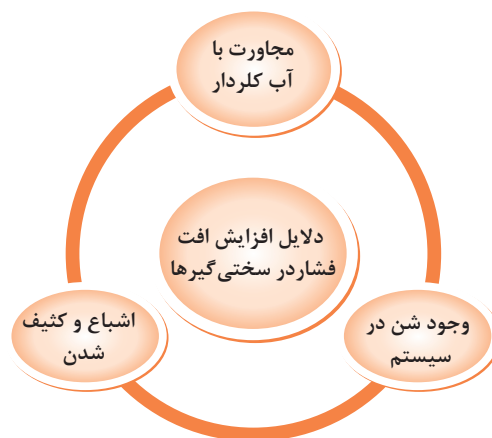 مجاورت با
آب کلردار
دلایل افزایش افت
فشاردر سختی‌گیرها
وجود شن در
سیستم
اشباع و کثیف
شدن